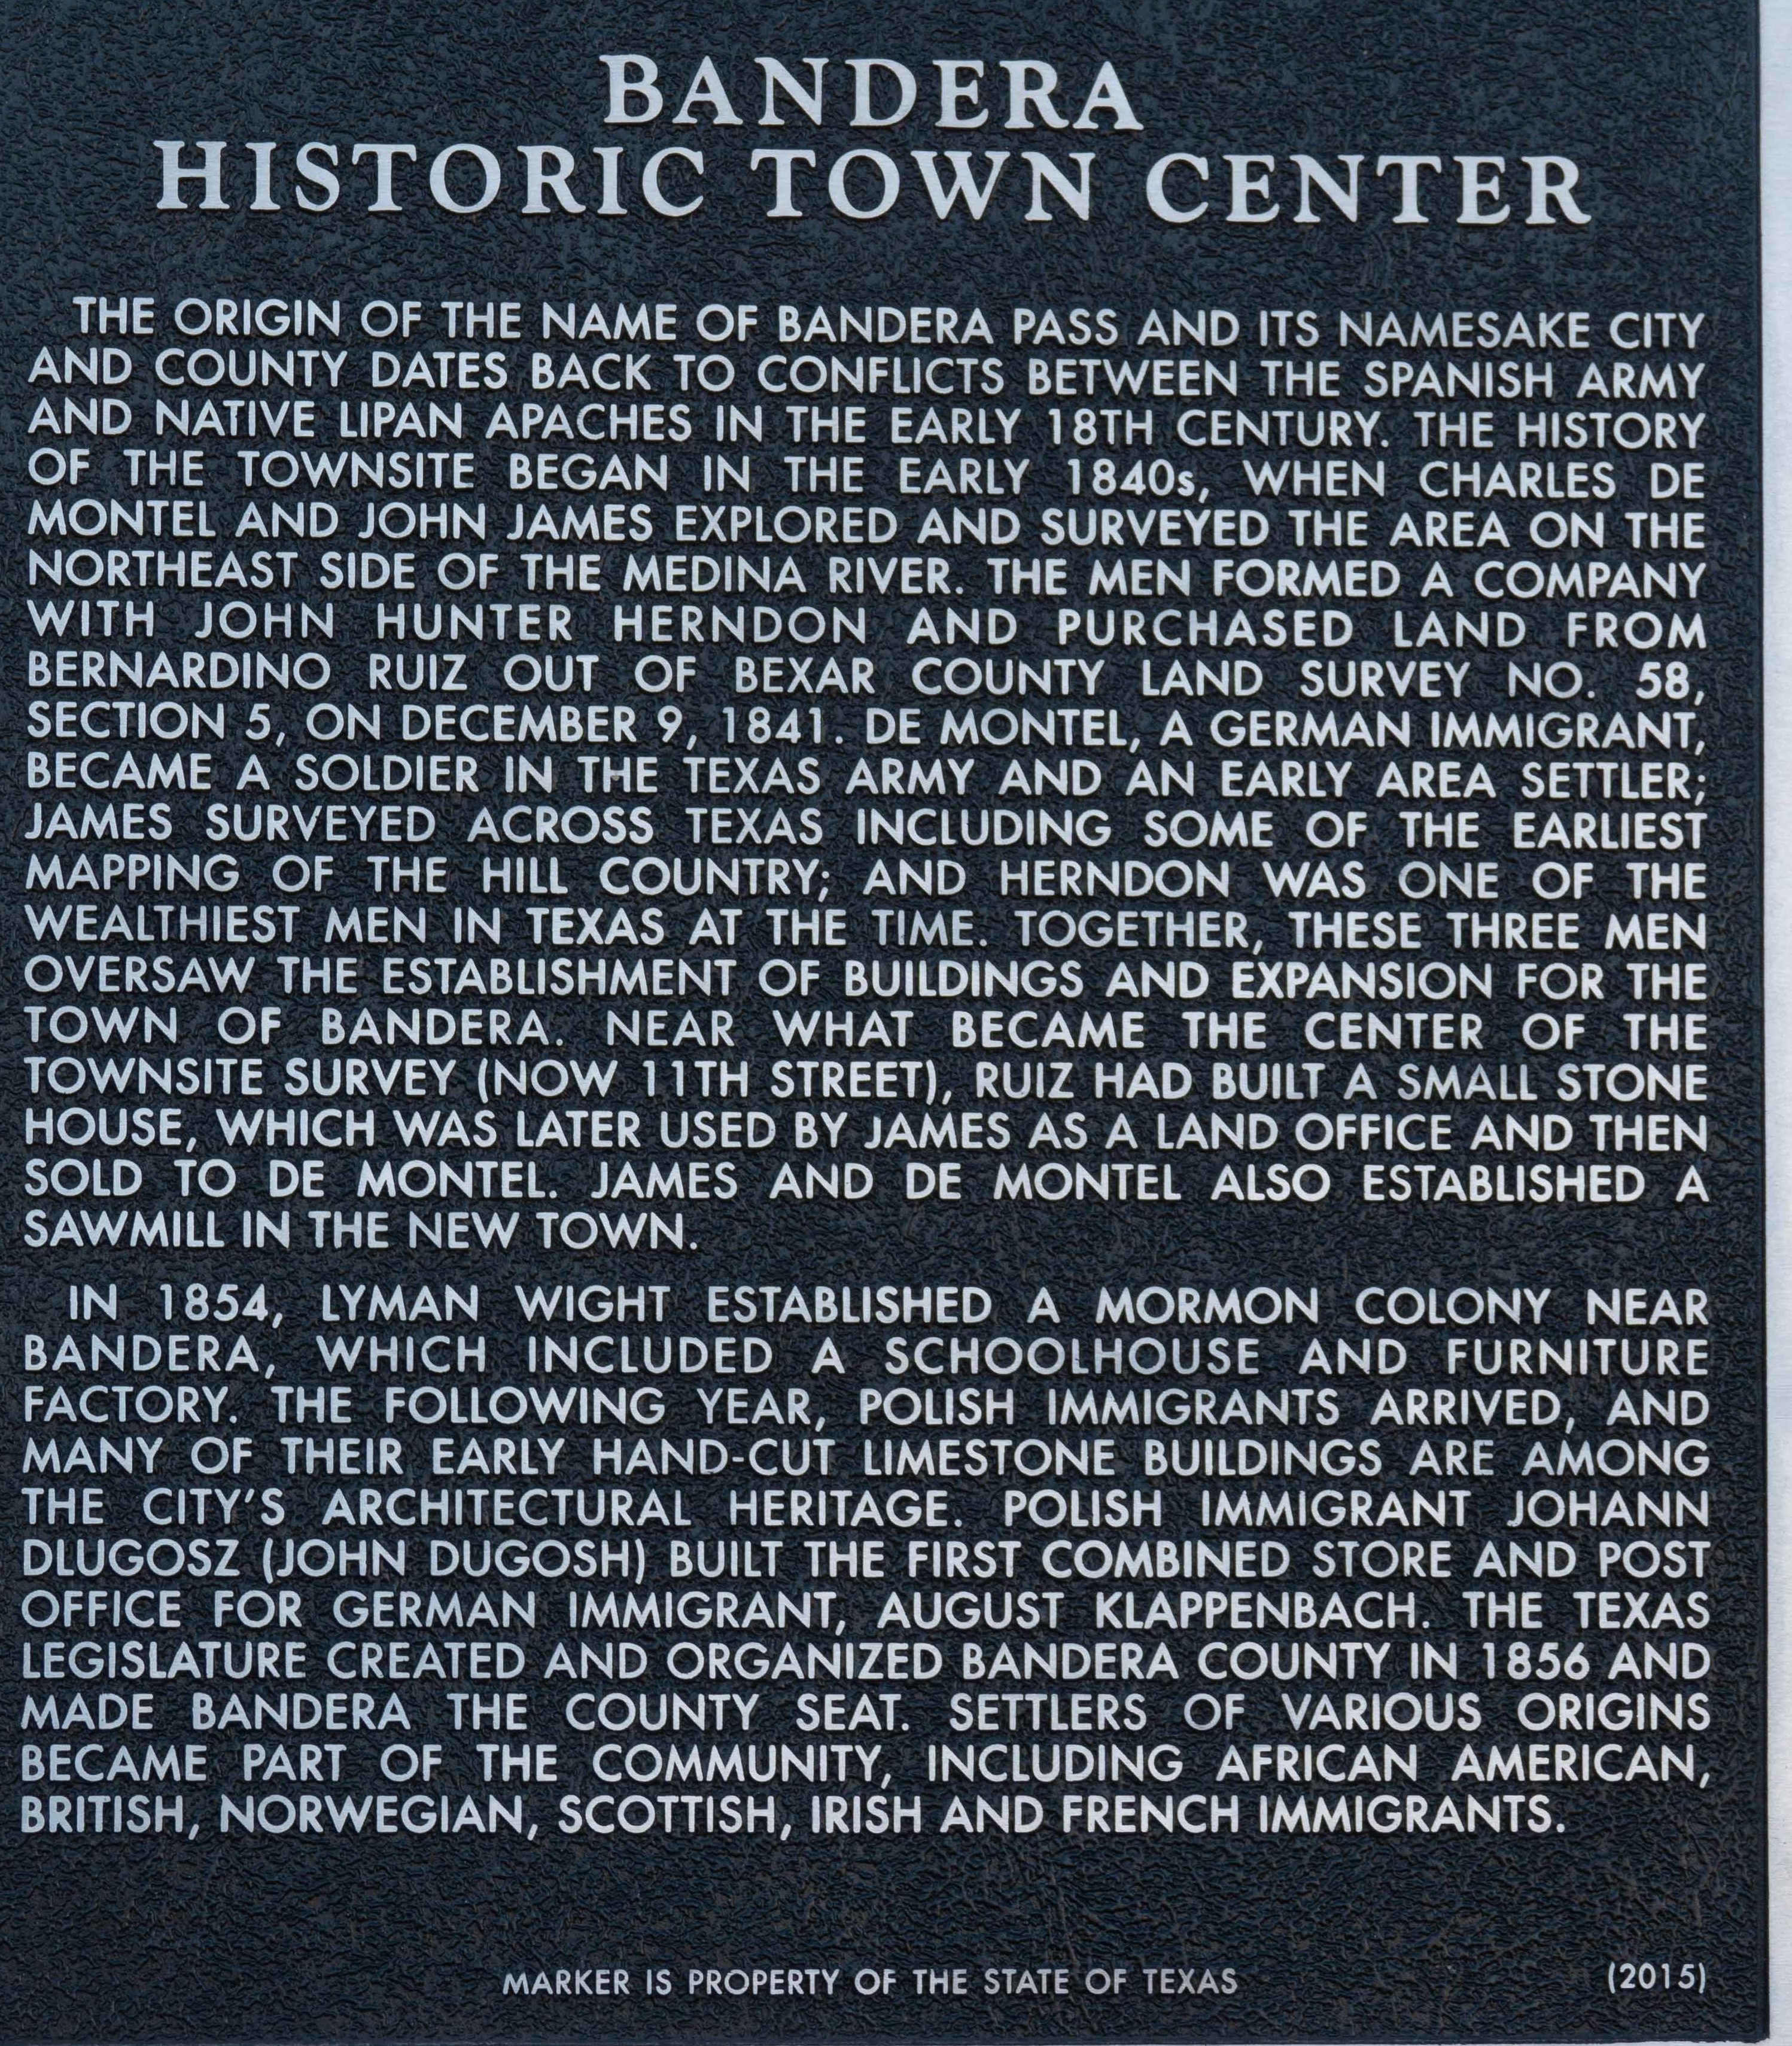 BANDERA
HISTORIC TOWN CENTER
THE ORIGIN OF THE NAME OF BANDERA PASS AND ITS NAMESAKE CITY
AND COUNTY DATES BACK TO CONFLICTS BETWEEN THE SPANISH ARMY
AND NATIVE LIPAN APACHES IN THE EARLY 18TH CENTURY. THE HISTORY
OF THE TOWNSITE BEGAN IN THE EARLY 1840s, WHEN CHARLES DE
MONTEL AND JOHN JAMES EXPLORED AND SURVEYED THE AREA ON THE
NORTHEAST SIDE OF THE MEDINA RIVER. THE MEN FORMED A COMPANY
WITH JOHN HUNTER HERNDON AND PURCHASED LAND FROM
BERNARDINO RUIZ OUT OF BEXAR COUNTY LAND SURVEY NO. 58,
SECTION 5, ON DECEMBER 9, 1841. DE MONTEL, A GERMAN IMMIGRANT,
BECAME A SOLDIER IN THE TEXAS ARMY AND AN EARLY AREA SETTLER;
JAMES SURVEYED ACROSS TEXAS INCLUDING SOME OF THE EARLIEST
MAPPING OF THE HILL COUNTRY; AND HERNDON WAS ONE OF THE
WEALTHIEST MEN IN TEXAS AT THE TIME. TOGETHER, THESE THREE MEN
OVERSAW THE ESTABLISHMENT OF BUILDINGS AND EXPANSION FOR THE
TOWN OF BANDERA. NEAR WHAT BECAME THE CENTER OF THE
TOWNSITE SURVEY (NOW 11TH STREET), RUIZ HAD BUILT A SMALL STONE
HOUSE, WHICH WAS LATER USED BY JAMES AS A LAND OFFICE AND THEN
SOLD TO DE MONTEL. JAMES AND DE MONTEL ALSO ESTABLISHED A
SAWMILL IN THE NEW TOWN.
IN 1854, LYMAN WIGHT ESTABLISHED A MORMON COLONY NEAR
BANDERA, WHICH INCLUDED A SCHOOLHOUSE AND FURNITURE
FACTORY. THE FOLLOWING YEAR, POLISH IMMIGRANTS ARRIVED, AND
MANY OF THEIR EARLY HAND-CUT LIMESTONE BUILDINGS ARE AMONG
THE CITY'S ARCHITECTURAL HERITAGE. POLISH IMMIGRANT JOHANN
DLUGOSZ (JOHN DUGOSH) BUILT THE FIRST COMBINED STORE AND POST
OFFICE FOR GERMAN IMMIGRANT, AUGUST KLAPPENBACH. THE TEXAS
LEGISLATURE CREATED AND ORGANIZED BANDERA COUNTY IN 1856 AND
MADE BANDERA THE COUNTY SEAT. SETTLERS OF VARIOUS ORIGINS
BECAME PART OF THE COMMUNITY, INCLUDING AFRICAN AMERICAN,
BRITISH, NORWEGIAN, SCOTTISH, IRISH AND FRENCH IMMIGRANTS.
MARKER IS PROPERTY OF THE STATE OF TEXAS (2015)